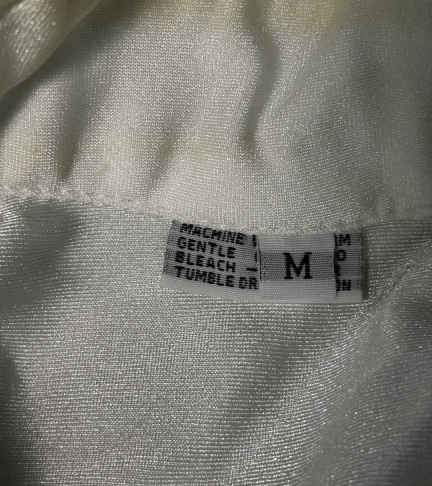 MACHINE M
GENTLE O
BLEACH —
TUMBLE DR N
M